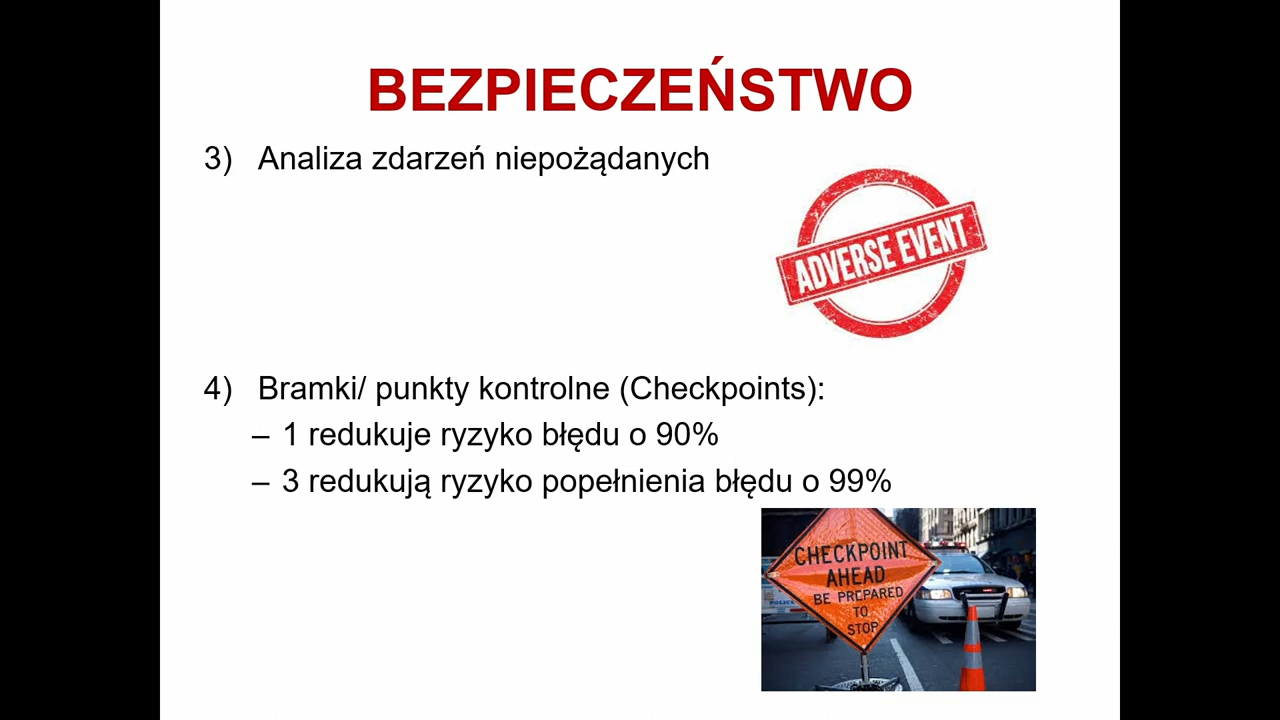 BEZPIECZEŃSTWO
3) Analiza zdarzeń niepożądanych
ADVERSE EVENT
4) Bramki/ punkty kontrolne (Checkpoints):
– 1 redukuje ryzyko błędu o 90%
– 3 redukują ryzyko popełnienia błędu o 99%
CHECKPOINT
AHEAD
BE PREPARED
TO
STOP
POLICE